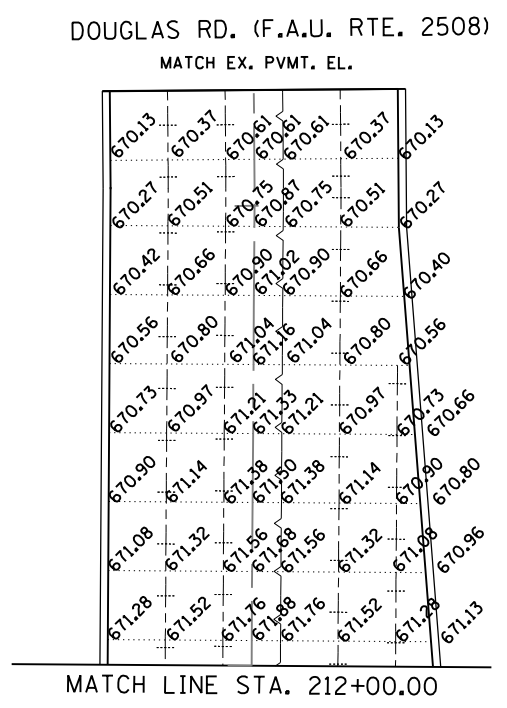 DOUGLAS RD. (F.A.U. RTE. 2508)
MATCH EX. PVMT. EL.
670.13 670.37 670.61 670.61 670.61 670.37 670.13
670.27 670.51 670.75 670.87 670.75 670.51 670.27
670.42 670.66 670.90 671.02 670.90 670.66 670.40
670.56 670.80 671.04 671.16 671.04 670.80 670.56
670.73 670.97 671.21 671.33 671.21 670.97 670.73 670.66
670.90 671.14 671.38 671.50 671.38 671.14 670.90 670.80
671.08 671.32 671.56 671.68 671.56 671.32 671.08 670.96
671.28 671.52 671.76 671.88 671.76 671.52 671.28 671.13
MATCH LINE STA. 212+00.00